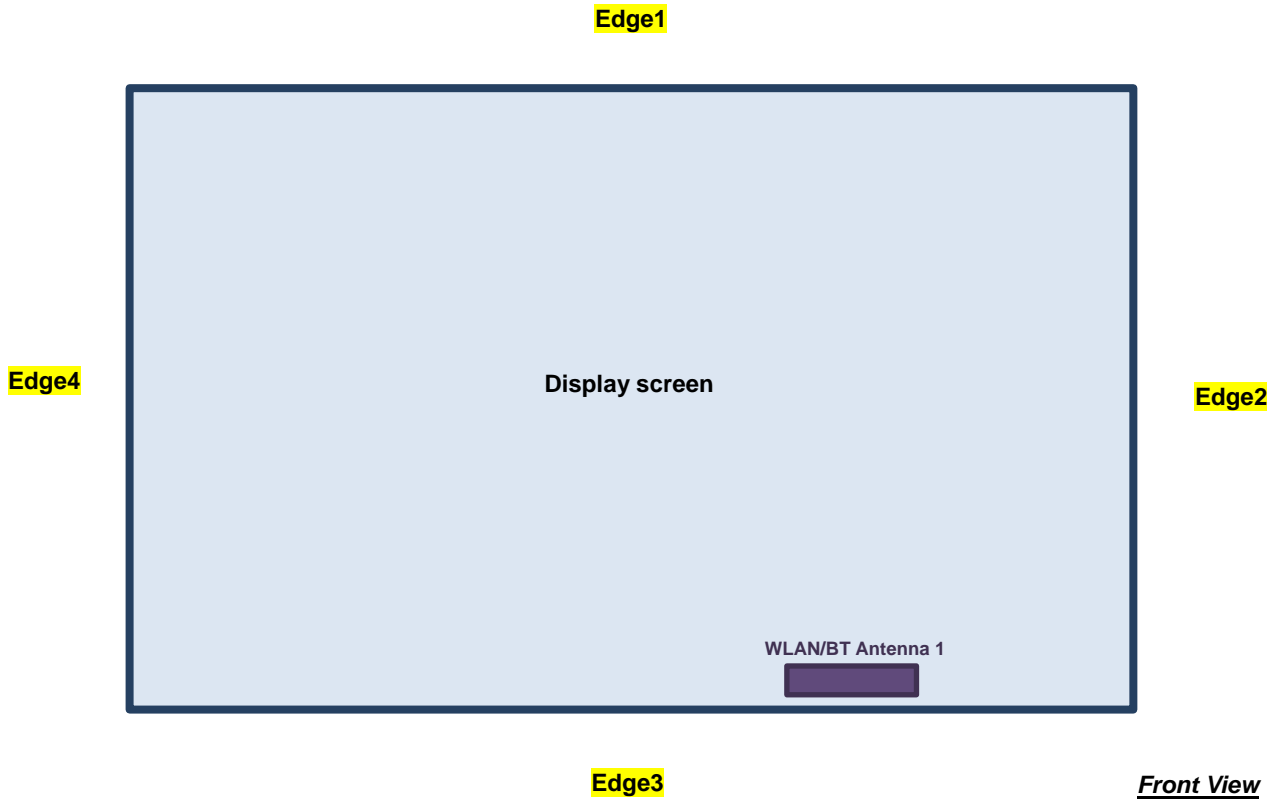 Edge1
Edge4
Display screen
Edge2
WLAN/BT Antenna 1
Edge3
Front View